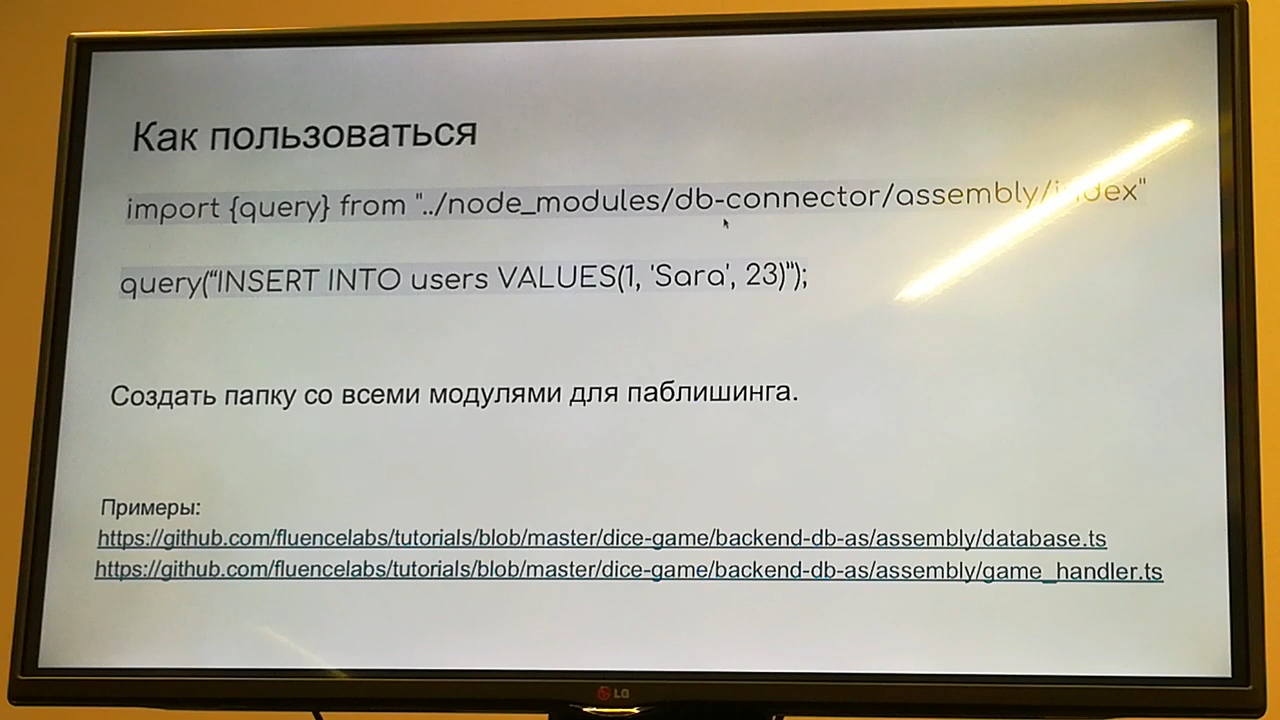 Как пользоваться
import {query} from "../node_modules/db-connector/assembly/index"
query(“INSERT INTO users VALUES(1, 'Sara', 23)”);
Создать папку со всеми модулями для паблишинга.
Примеры:
https://github.com/fluencelabs/tutorials/blob/master/dice-game/backend-db-as/assembly/database.ts
https://github.com/fluencelabs/tutorials/blob/master/dice-game/backend-db-as/assembly/game_handler.ts
LG